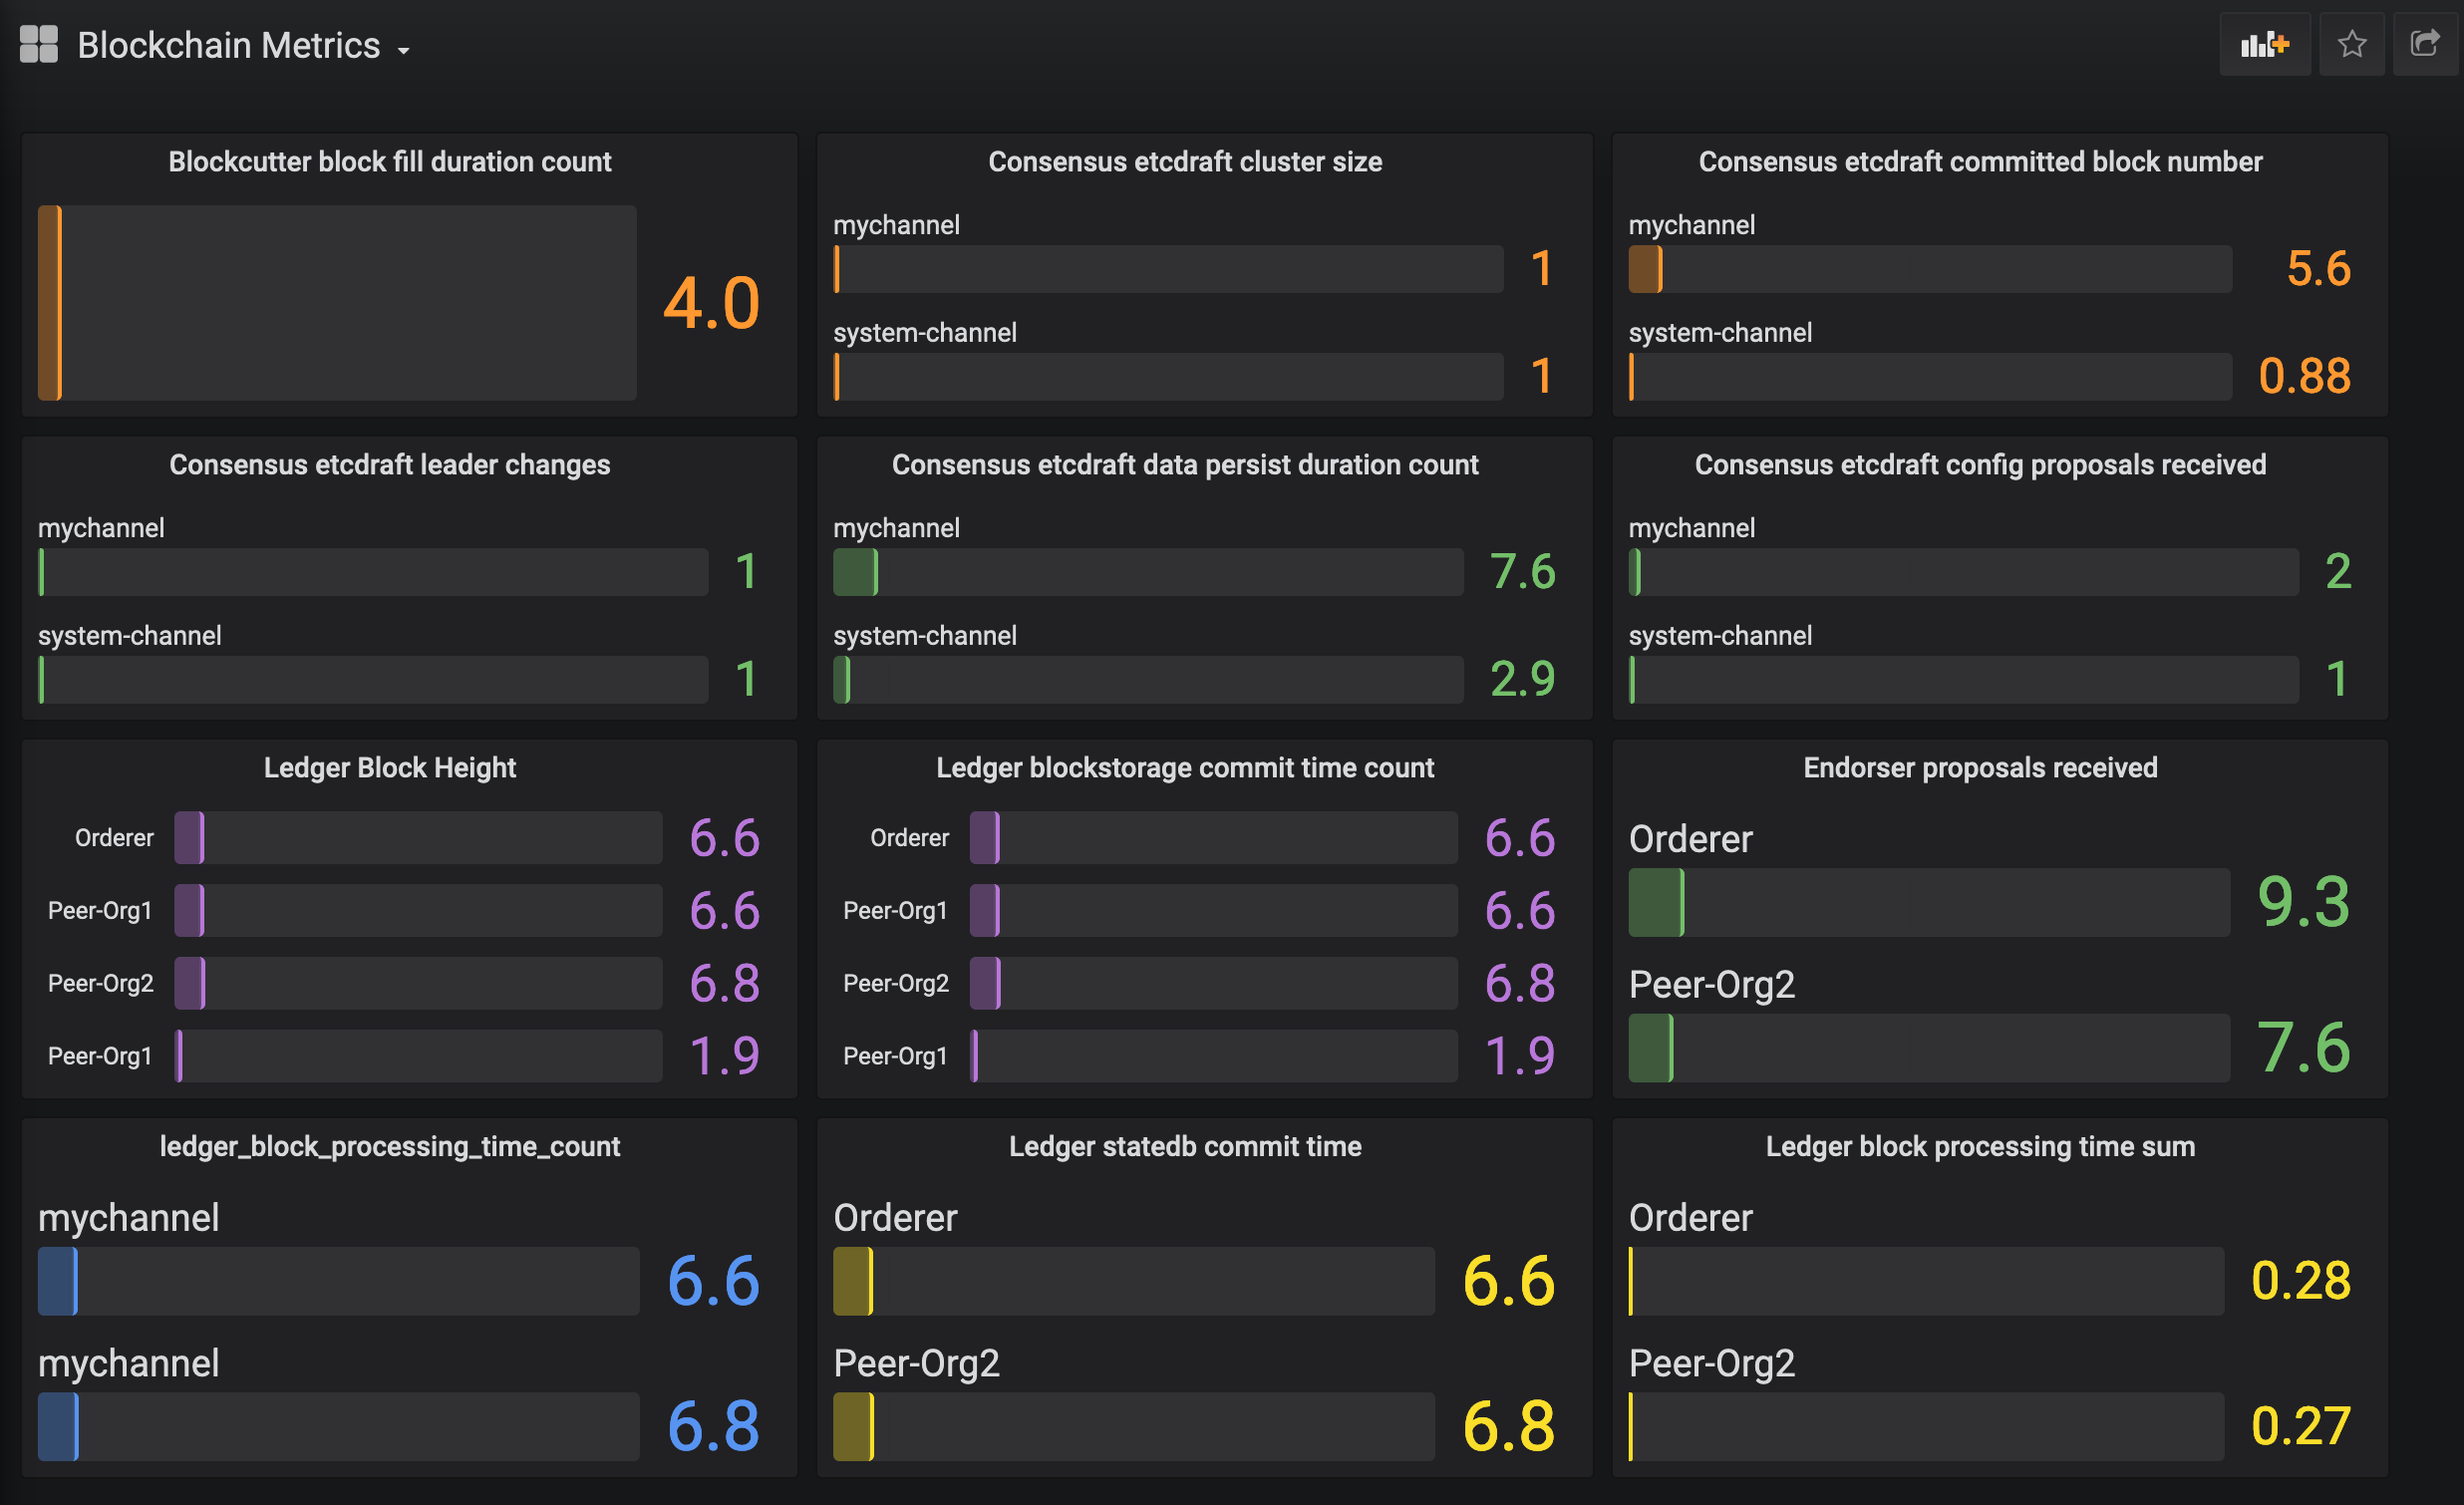 Blockchain Metrics
Blockcutter block fill duration count
4.0
Consensus etcdraft cluster size
mychannel
1
system-channel
1
Consensus etcdraft committed block number
mychannel
5.6
system-channel
0.88
Consensus etcdraft leader changes
mychannel
1
system-channel
1
Consensus etcdraft data persist duration count
mychannel
7.6
system-channel
2.9
Consensus etcdraft config proposals received
mychannel
2
system-channel
1
Ledger Block Height
Orderer 6.6
Peer-Org1 6.6
Peer-Org2 6.8
Peer-Org1 1.9
Ledger blockstorage commit time count
Orderer 6.6
Peer-Org1 6.6
Peer-Org2 6.8
Peer-Org1 1.9
Endorser proposals received
Orderer
9.3
Peer-Org2
7.6
ledger_block_processing_time_count
mychannel
6.6
mychannel
6.8
Ledger statedb commit time
Orderer
6.6
Peer-Org2
6.8
Ledger block processing time sum
Orderer
0.28
Peer-Org2
0.27